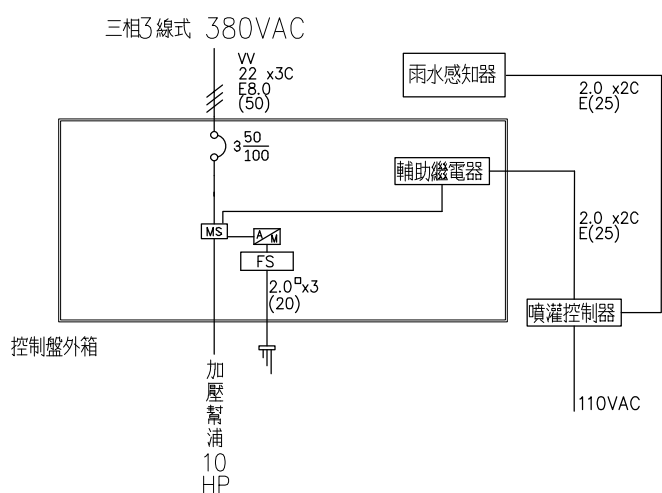 三相3線式 380VAC
VV
22 x3C
E8.0
(50)
3 50
100
雨水感知器
2.0 x2C
E(25)
輔助繼電器
2.0 x2C
E(25)
MS
A
M
FS
2.0□x3
(20)
噴灌控制器
控制盤外箱
110VAC
加
壓
幫
浦
10
HP